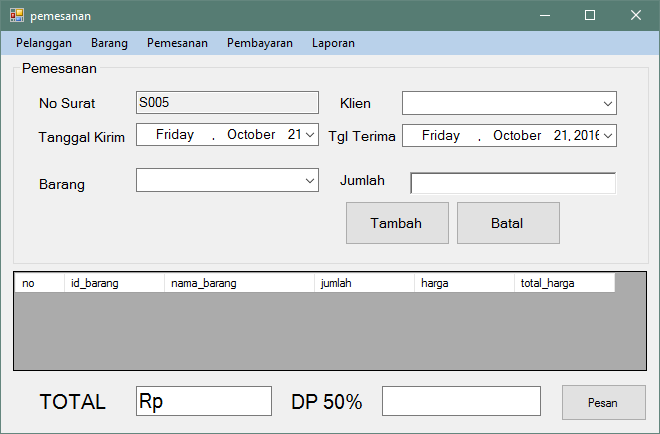 pemesanan
Pelanggan Barang Pemesanan Pembayaran Laporan
Pemesanan
No Surat S005 Klien
Tanggal Kirim Friday , October 21 Tgl Terima Friday , October 21, 2016
Barang Jumlah
Tambah Batal
no id_barang nama_barang jumlah harga total_harga
TOTAL Rp DP 50% Pesan